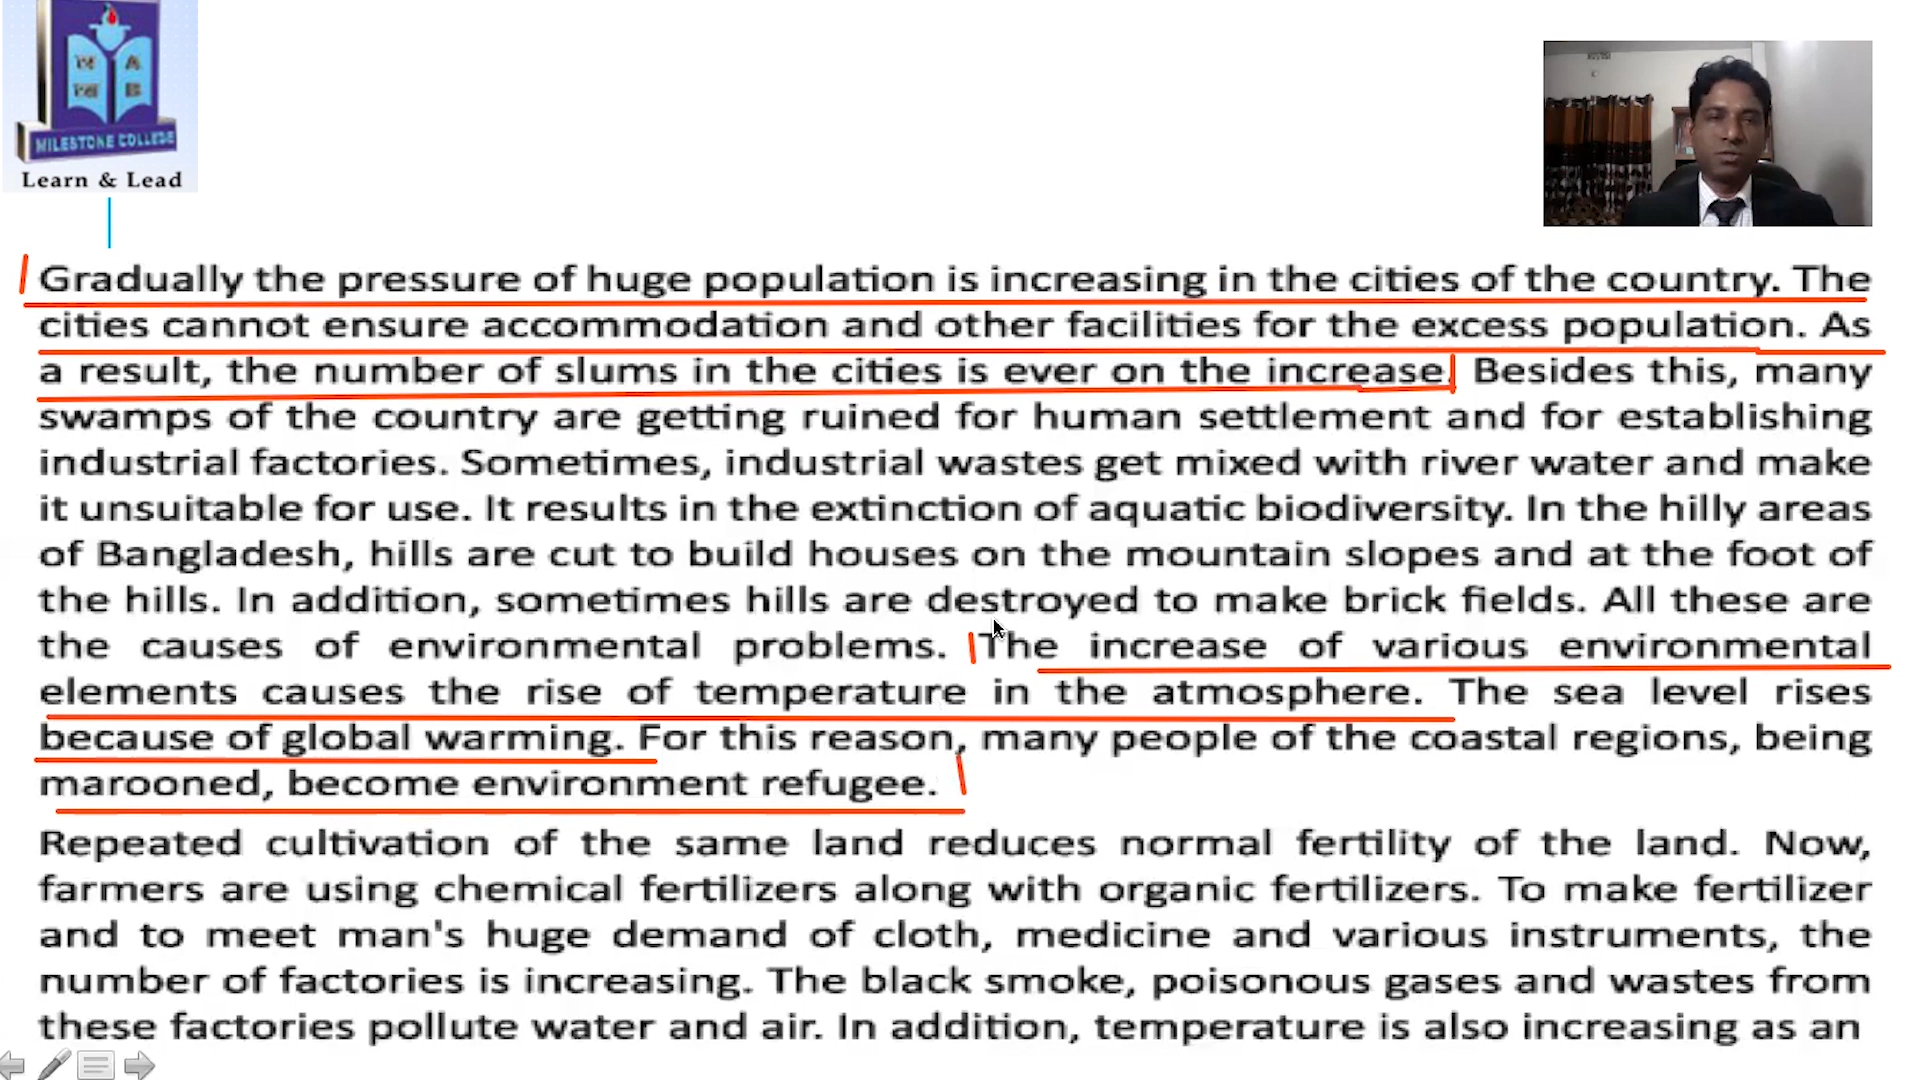 MILESTONE COLLEGE
Learn & Lead
Gradually the pressure of huge population is increasing in the cities of the country. The
cities cannot ensure accommodation and other facilities for the excess population. As
a result, the number of slums in the cities is ever on the increase. Besides this, many
swamps of the country are getting ruined for human settlement and for establishing
industrial factories. Sometimes, industrial wastes get mixed with river water and make
it unsuitable for use. It results in the extinction of aquatic biodiversity. In the hilly areas
of Bangladesh, hills are cut to build houses on the mountain slopes and at the foot of
the hills. In addition, sometimes hills are destroyed to make brick fields. All these are
the causes of environmental problems. The increase of various environmental
elements causes the rise of temperature in the atmosphere. The sea level rises
because of global warming. For this reason, many people of the coastal regions, being
marooned, become environment refugee.
Repeated cultivation of the same land reduces normal fertility of the land. Now,
farmers are using chemical fertilizers along with organic fertilizers. To make fertilizer
and to meet man's huge demand of cloth, medicine and various instruments, the
number of factories is increasing. The black smoke, poisonous gases and wastes from
these factories pollute water and air. In addition, temperature is also increasing as an